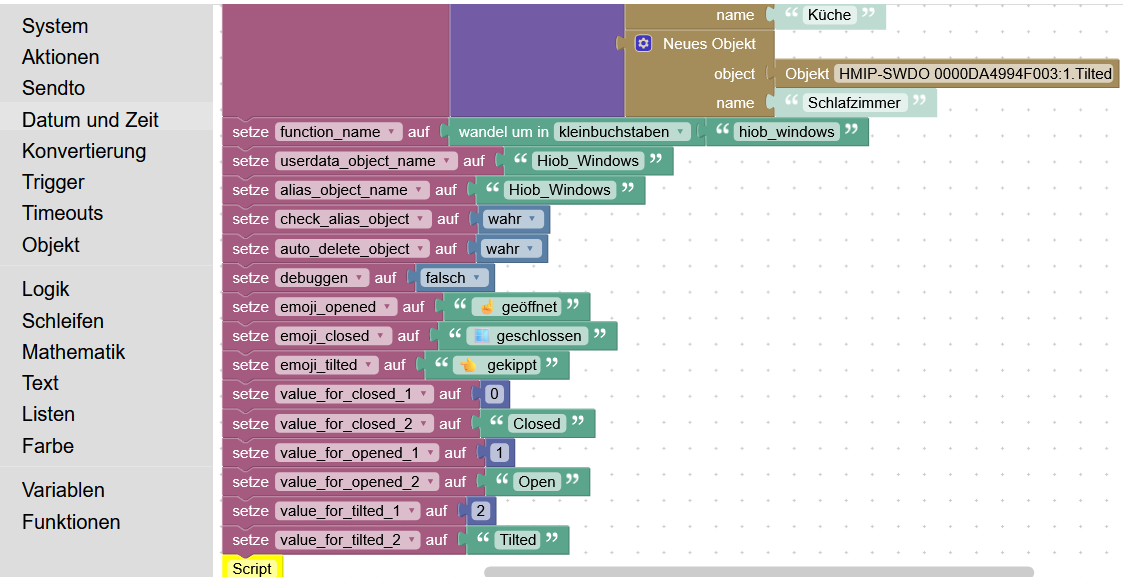 System
Aktionen
Sendto
Datum und Zeit
Konvertierung
Trigger
Timeouts
Objekt
Logik
Schleifen
Mathematik
Text
Listen
Farbe
Variablen
Funktionen
name “ Küche ”
Neues Objekt
object Objekt HMIP-SWDO 0000DA4994F003:1.Tilted
name “ Schlafzimmer ”
setze function_name auf wandel um in kleinbuchstaben “ hiob_windows ”
setze userdata_object_name auf “ Hiob_Windows ”
setze alias_object_name auf “ Hiob_Windows ”
setze check_alias_object auf wahr
setze auto_delete_object auf wahr
setze debuggen auf falsch
setze emoji_opened auf “ ☝ geöffnet ”
setze emoji_closed auf “ 🟦 geschlossen ”
setze emoji_tilted auf “ 👈 gekippt ”
setze value_for_closed_1 auf 0
setze value_for_closed_2 auf “ Closed ”
setze value_for_opened_1 auf 1
setze value_for_opened_2 auf “ Open ”
setze value_for_tilted_1 auf 2
setze value_for_tilted_2 auf “ Tilted ”
Script